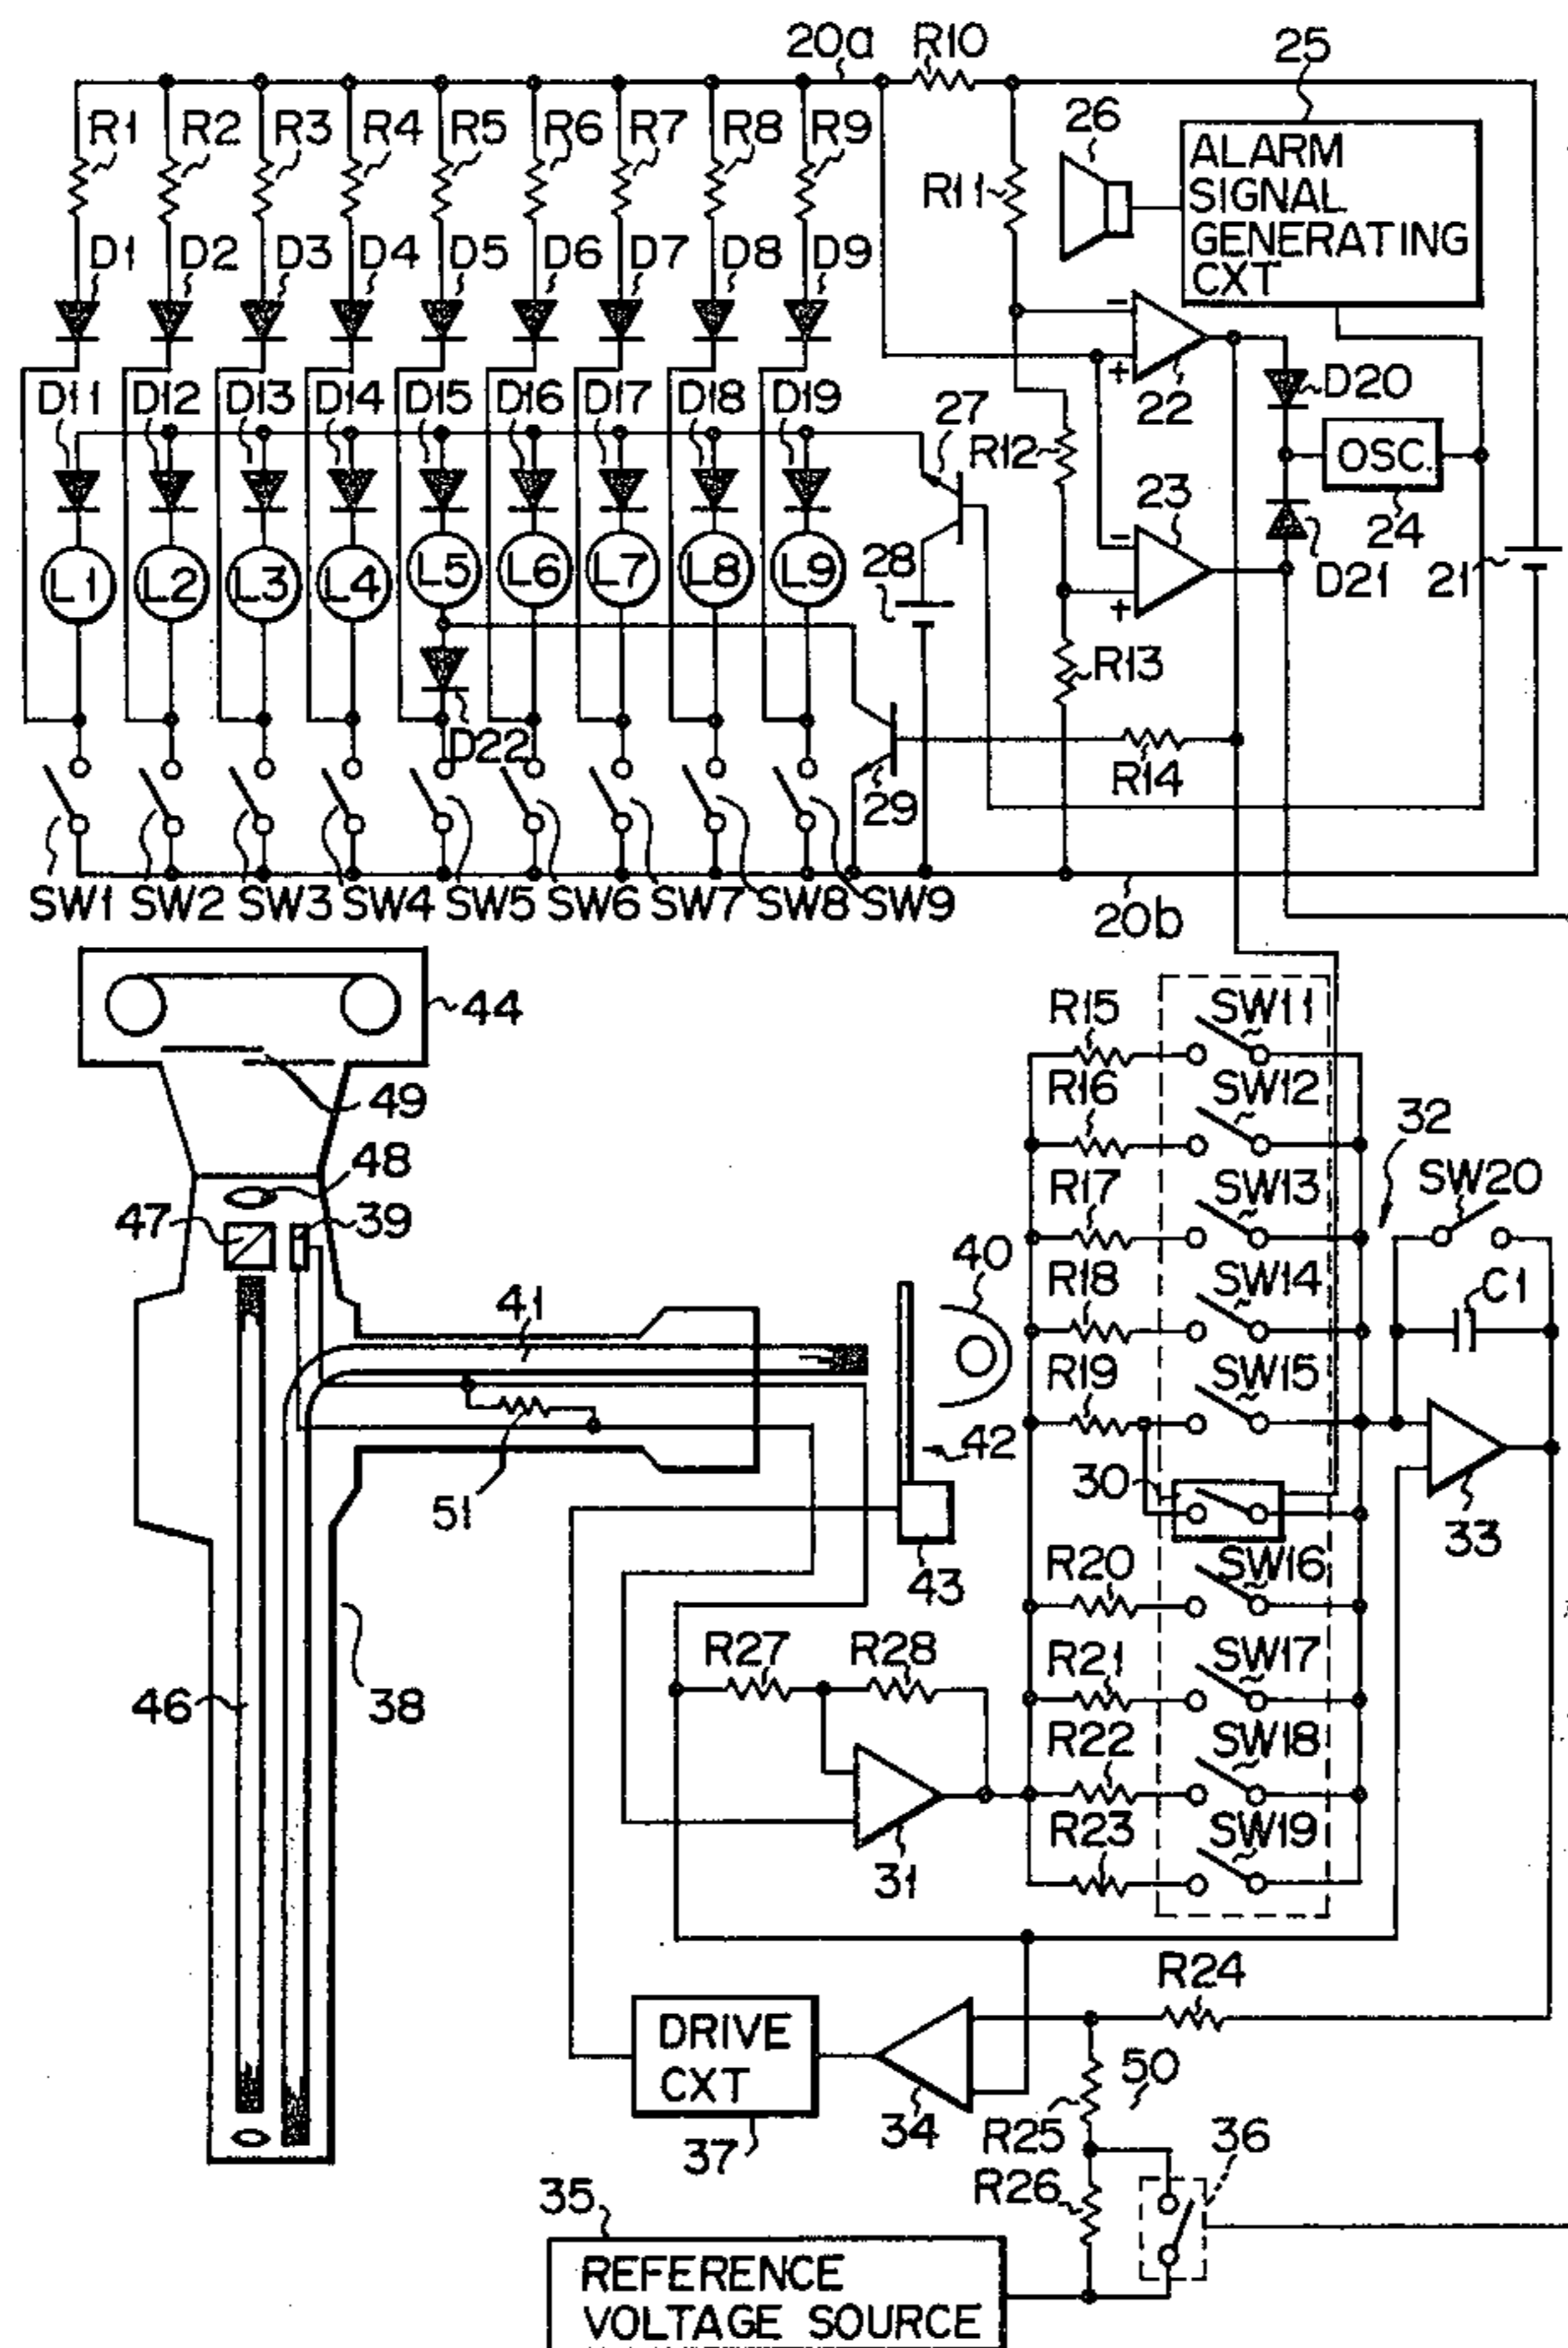 20a R10 25
R1 R2 R3 R4 R5 R6 R7 R8 R9 26
ALARM
SIGNAL
GENERATING
CXT
R11
D1 D2 D3 D4 D5 D6 D7 D8 D9
- +
22
D20
D11 D12 D13 D14 D15 D16 D17 D18 D19 27
R12 OSC.
23 24
L1 L2 L3 L4 L5 L6 L7 L8 L9 28
- +
D21 21
R13
D22
R14
29
SW1 SW2 SW3 SW4 SW5 SW6 SW7 SW8 SW9
20b
44
R15 SW11
49
R16 SW12
32
48
R17 SW13
SW20
47 39
40
R18 SW14
C1
41
R19 SW15
42
51
30
33
43
R20 SW16
R27 R28
R21 SW17
46 38
R22 SW18
R23 SW19
31
R24
DRIVE
CXT
50
34
R25
37
36
R26
35
REFERENCE
VOLTAGE SOURCE